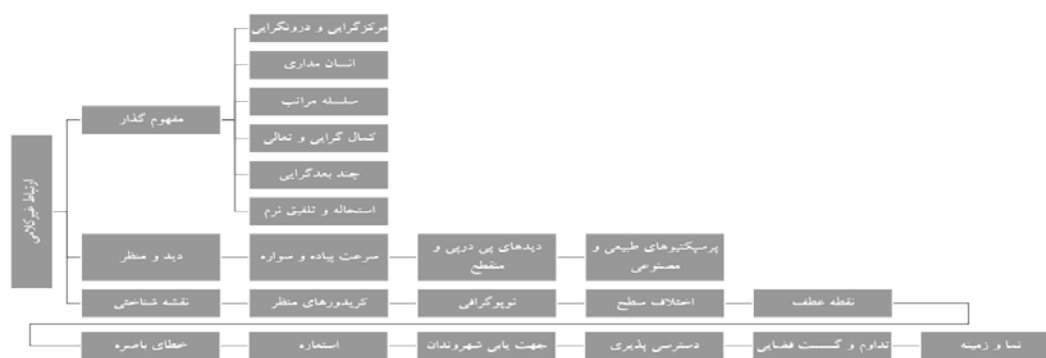 ارتباط غیرکلامی
مفهوم گذار
مرکزگرایی و درونگرایی
انسان مداری
سلسله مراتب
کمال گرایی و تعالی
چند بعدگرایی
استحاله و تلفیق نرم
دید و منظر
سرعت پیاده و سواره
دیدهای پی درپی و
منقطع
پرسپکتیوهای طبیعی و
مصنوعی
نقشه شناختی
کریدورهای منظر
توپوگرافی
اختلاف سطح
نقطه عطف
نما و زمینه
تداوم و گسست فضایی
دسترسی پذیری
جهت یابی شهروندان
استعاره
خطای باصره